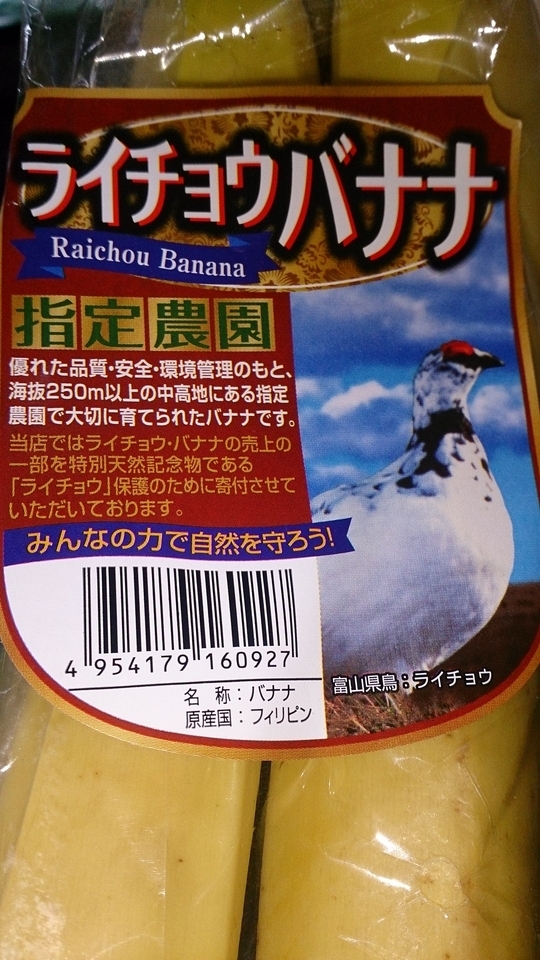 ライチョウバナナ
Raichou Banana
指定農園
優れた品質・安全・環境管理のもと、
海抜250m以上の中高地にある指定
農園で大切に育てられたバナナです。
当店ではライチョウ・バナナの売上の
一部を特別天然記念物である
「ライチョウ」保護のために寄付させて
いただいております。
みんなの力で自然を守ろう!
4 954179 160927
名 称：バナナ
原産国：フィリピン
富山県鳥：ライチョウ